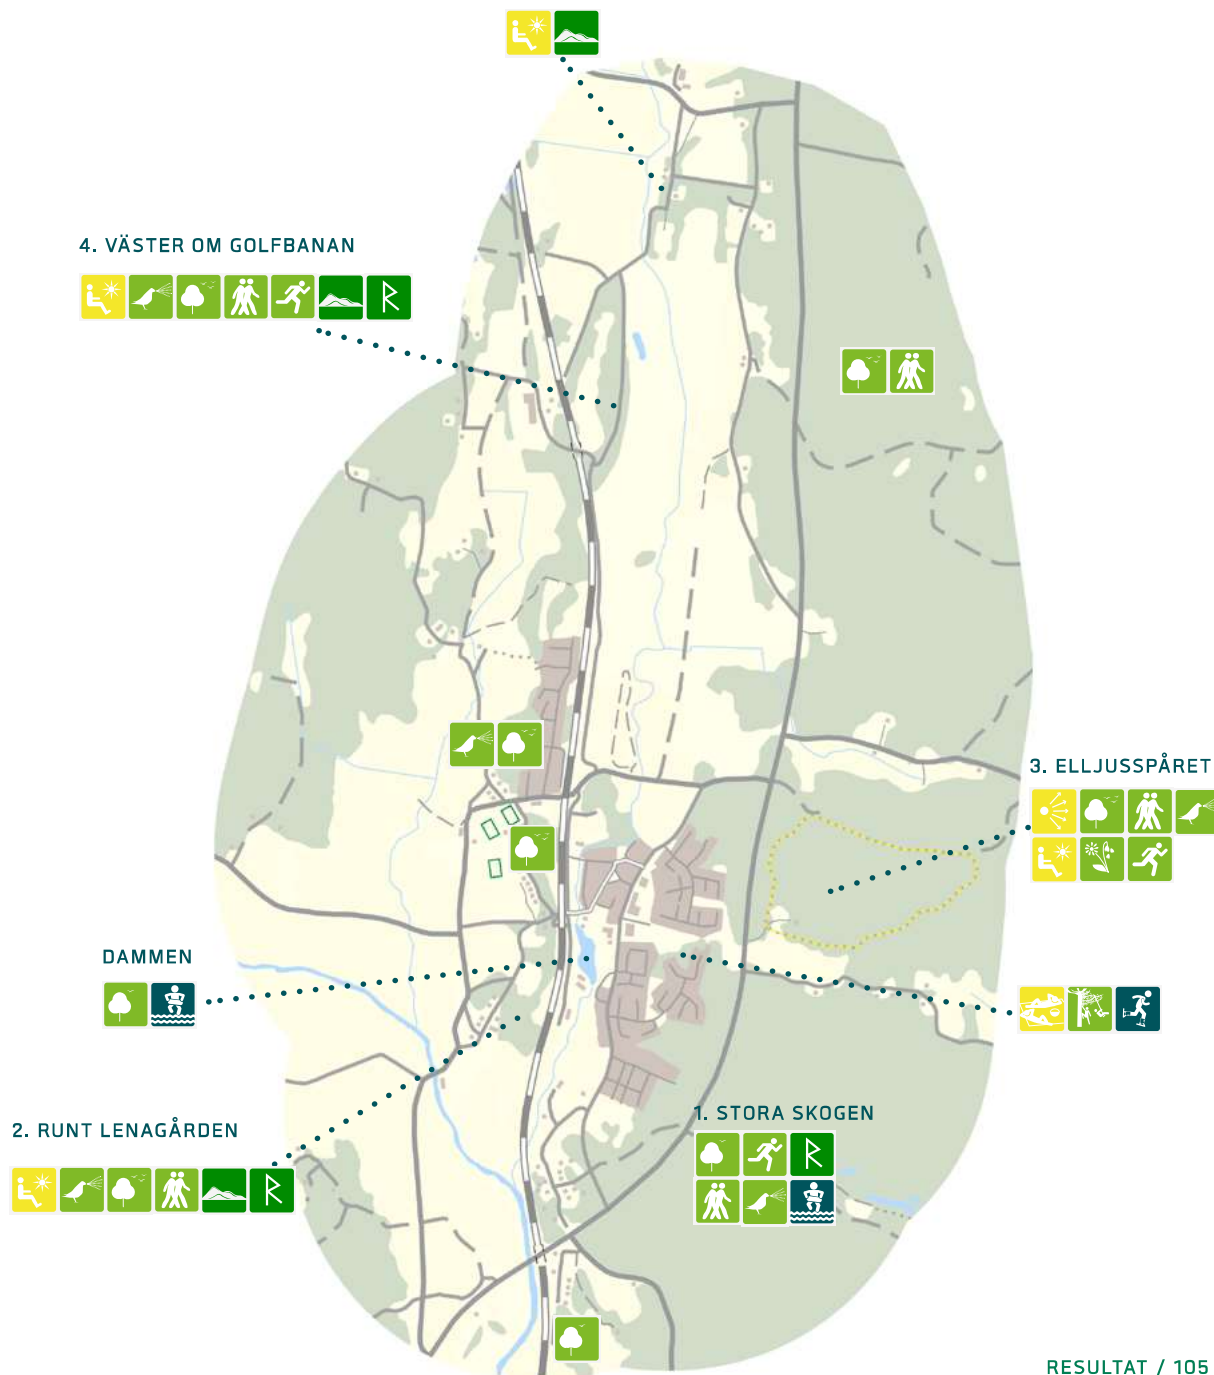 4. VÄSTER OM GOLFBANAN
3. ELLJUSSPÅRET
DAMMEN
1. STORA SKOGEN
2. RUNT LENAGÅRDEN
RESULTAT / 105